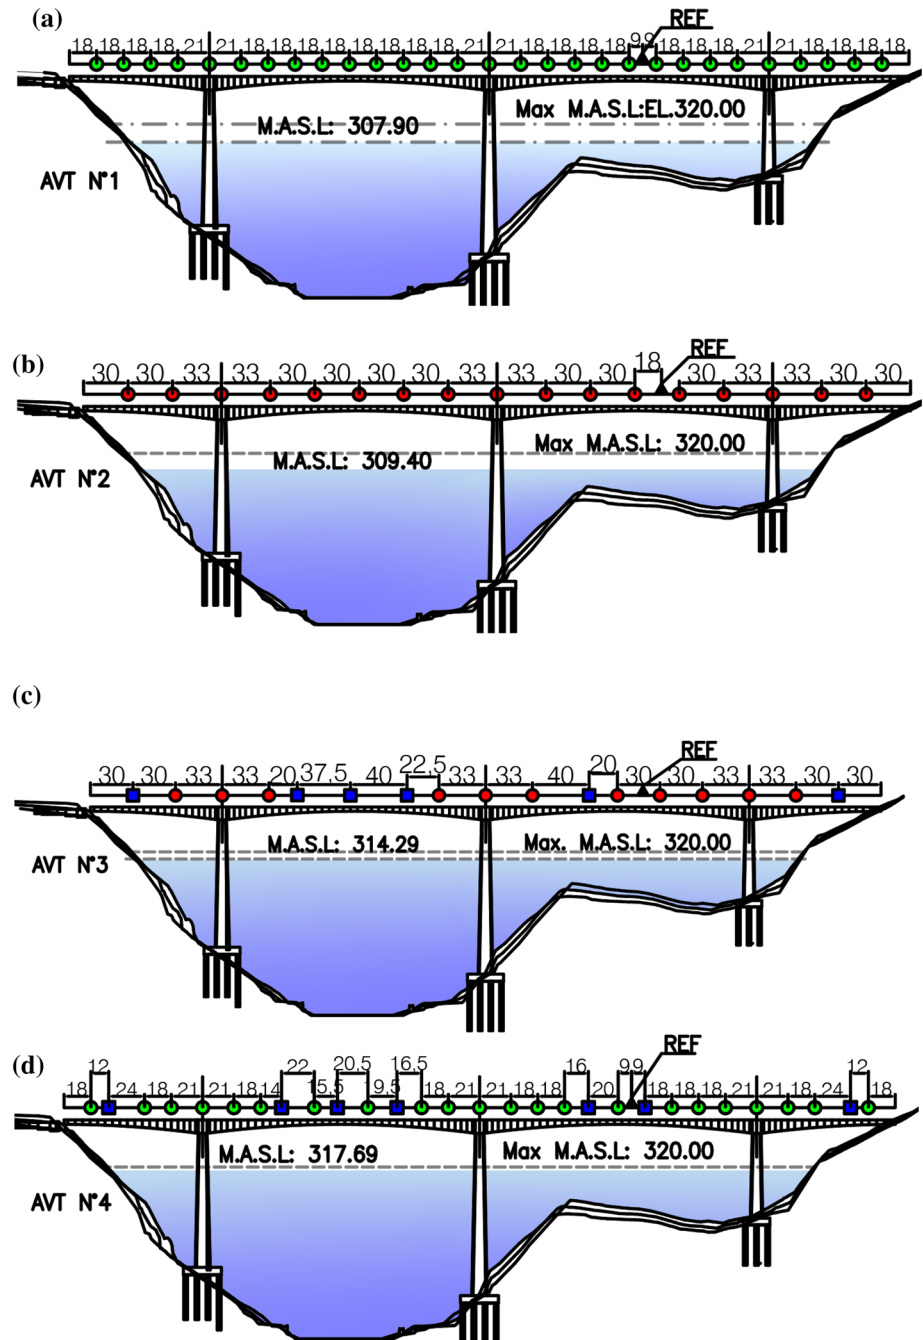 (a)
REF
9 9
18 18 18 18 21 21 18 18 18 18 18 18 18 18 21 21 18 18 18 18 18 18 18 21 21 18 18 18 18
Max M.A.S.L:EL.320.00
M.A.S.L: 307.90
AVT N°1
(b)
REF
30 30 33 33 30 30 30 30 33 33 30 30 18 30 33 33 30 30
Max M.A.S.L: 320.00
M.A.S.L: 309.40
AVT N°2
(c)
REF
22,5 20
30 30 33 33 20 37,5 40 33 33 40 30 30 33 33 30 30
M.A.S.L: 314.29
Max. M.A.S.L: 320.00
AVT N°3
(d)
REF
12 22 20,5 16,5 16 9 9 12
18 24 18 21 21 18 14 15.5 19.5 18 21 21 18 18 20 18 18 18 21 21 18 24 18
M.A.S.L: 317.69
Max M.A.S.L: 320.00
AVT N°4